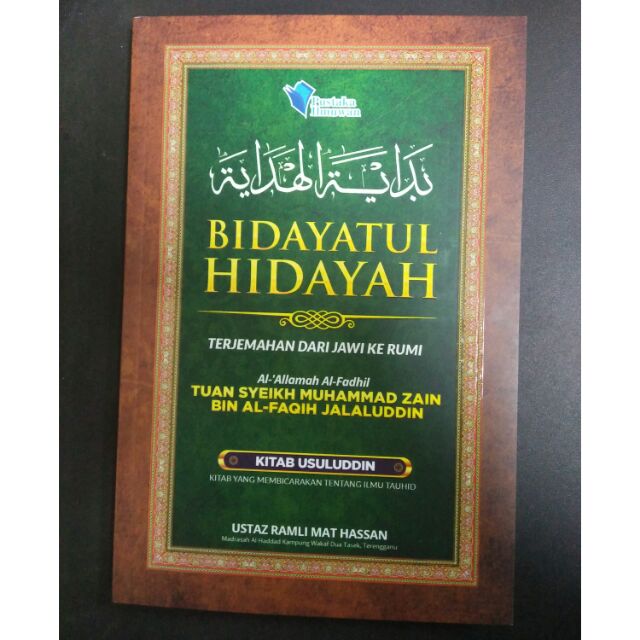 Pustaka
Ilmuwan
بداية الهداية
BIDAYATUL
HIDAYAH
TERJEMAHAN DARI JAWI KE RUMI
Al-'Allamah Al-Fadhil
TUAN SYEIKH MUHAMMAD ZAIN
BIN AL-FAQIH JALALUDDIN
KITAB USULUDDIN
KITAB YANG MEMBICARAKAN TENTANG ILMU TAUHID
USTAZ RAMLI MAT HASSAN
Madrasah Al-Haddad Kampung Wakaf Dua Tasek, Terengganu